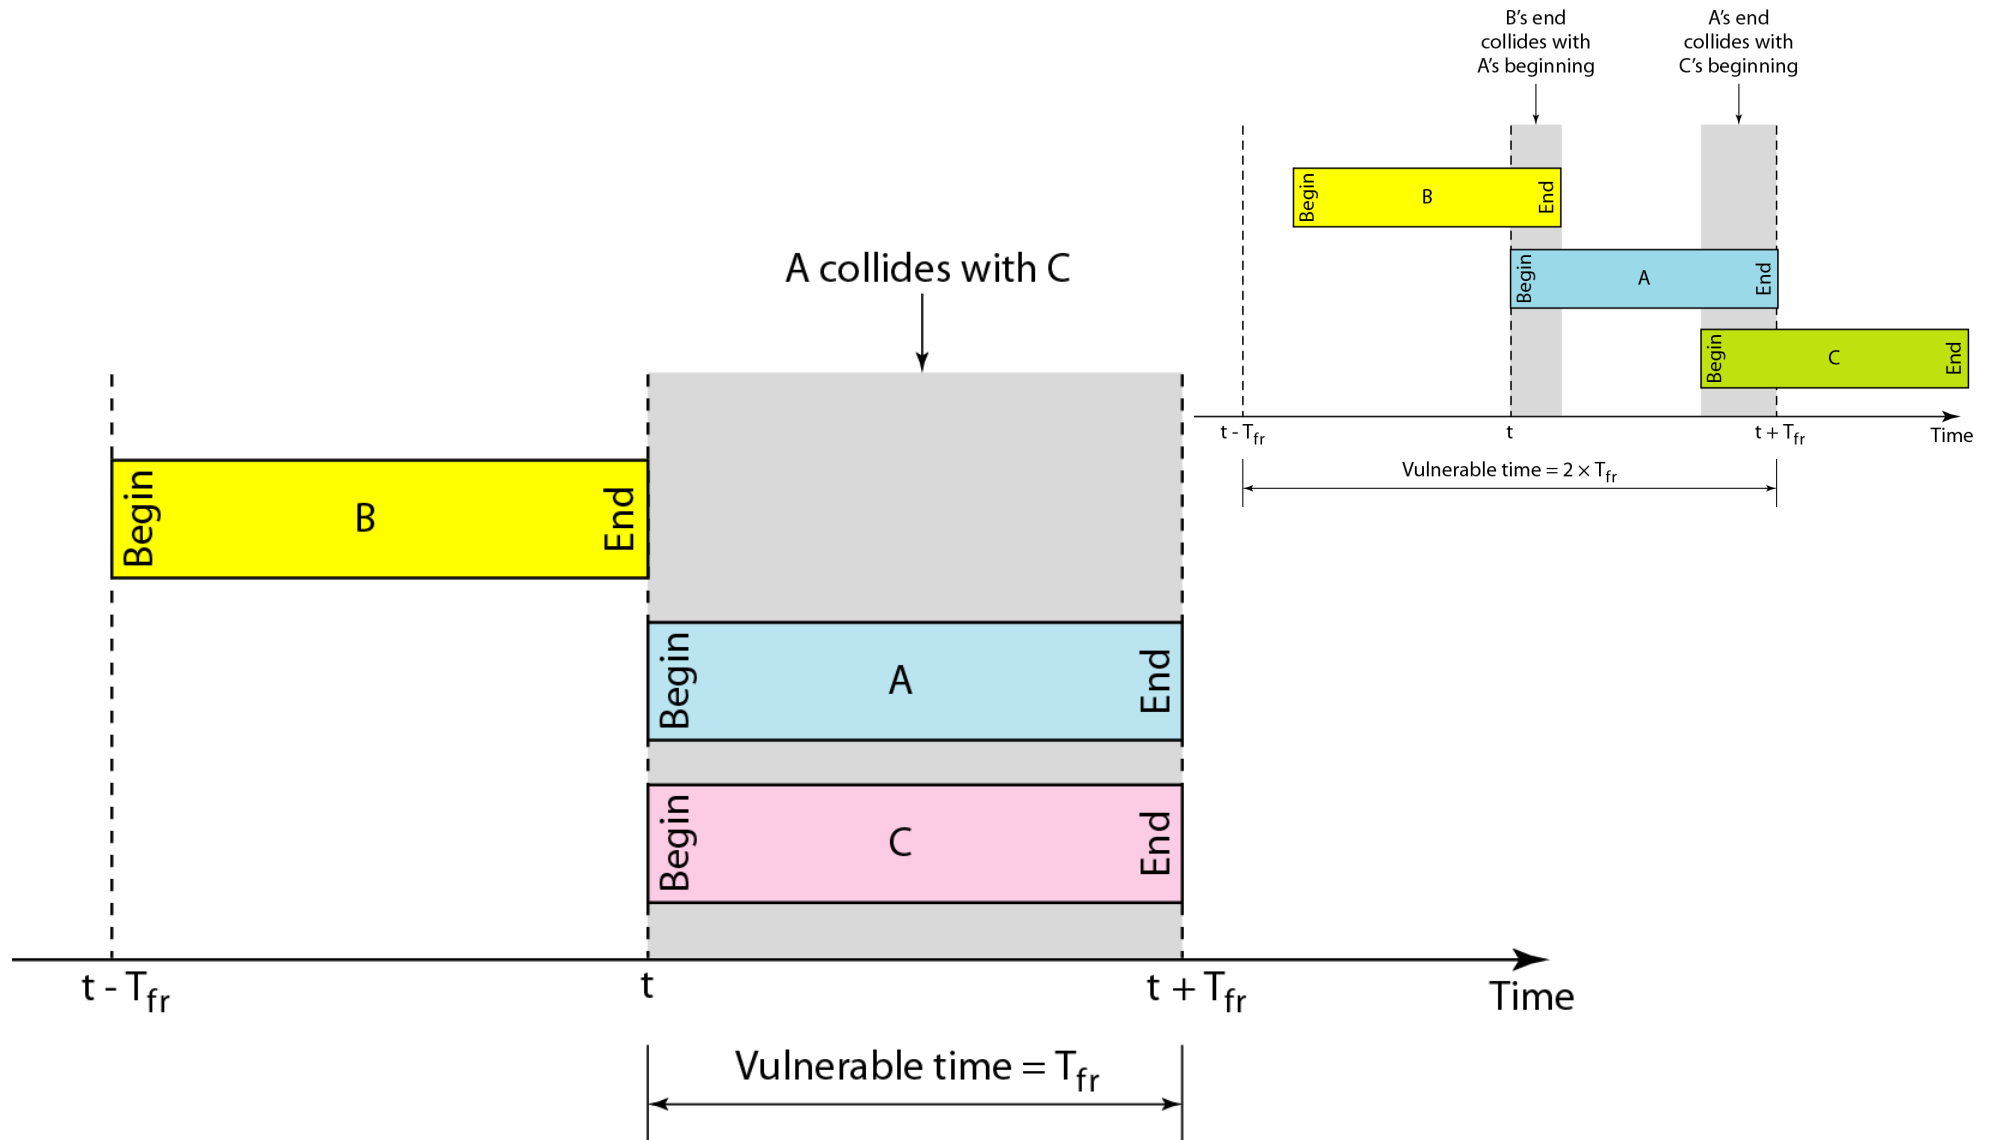 B's end
collides with
A's beginning
A's end
collides with
C's beginning
Begin
B
End
Begin
A
End
Begin
C
End
t - Tfr
t
t + Tfr
Time
Vulnerable time = 2 × Tfr
A collides with C
Begin
B
End
Begin
A
End
Begin
C
End
t - Tfr
t
t + Tfr
Time
Vulnerable time = Tfr